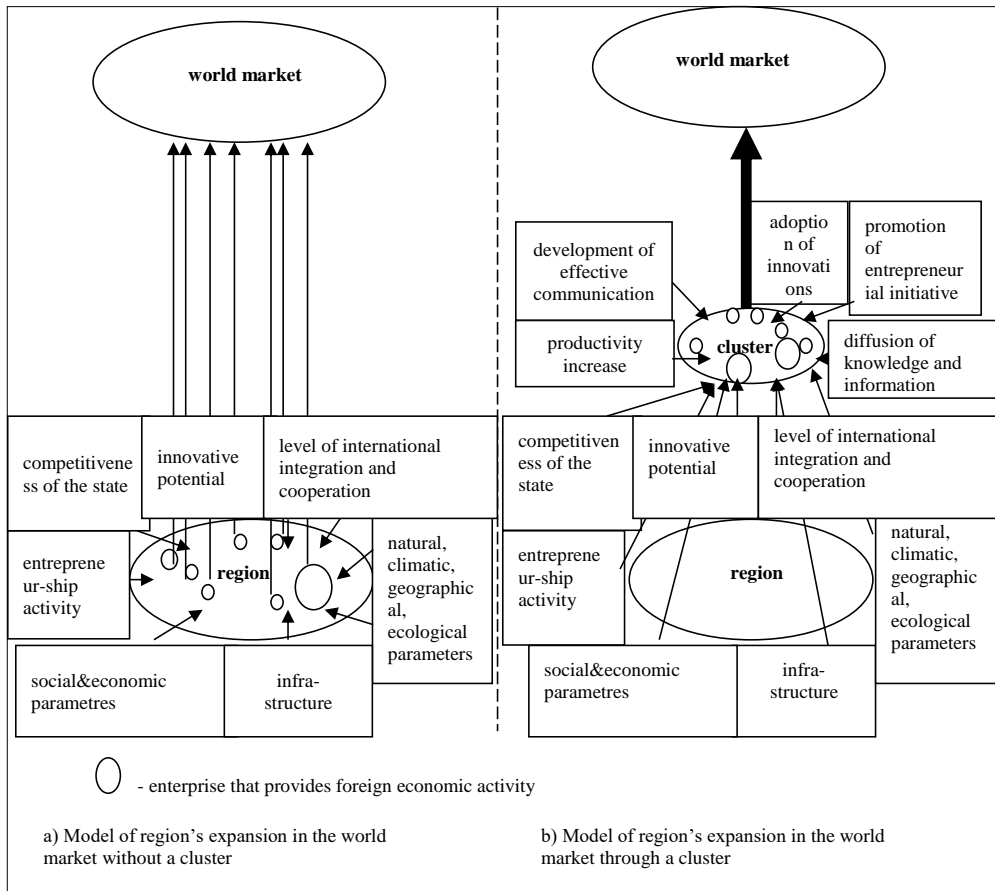 world market
competitivene
ss of the state
innovative
potential
level of international
integration and
cooperation
entreprene
ur-ship
activity
region
natural,
climatic,
geographic
al,
ecological
parameters
social&economic
parametres
infra-
structure
world market
development of
effective
communication
adoptio
n of
innovati
ons
promotion
of
entrepreneur
ial initiative
productivity
increase
cluster
diffusion of
knowledge and
information
competitiven
ess of the
state
innovative
potential
level of international
integration and
cooperation
entreprene
ur-ship
activity
region
natural,
climatic,
geographic
al,
ecological
parameters
social&economic
parametres
infra-
structure
- enterprise that provides foreign economic activity
a) Model of region's expansion in the world
market without a cluster
b) Model of region's expansion in the world
market through a cluster